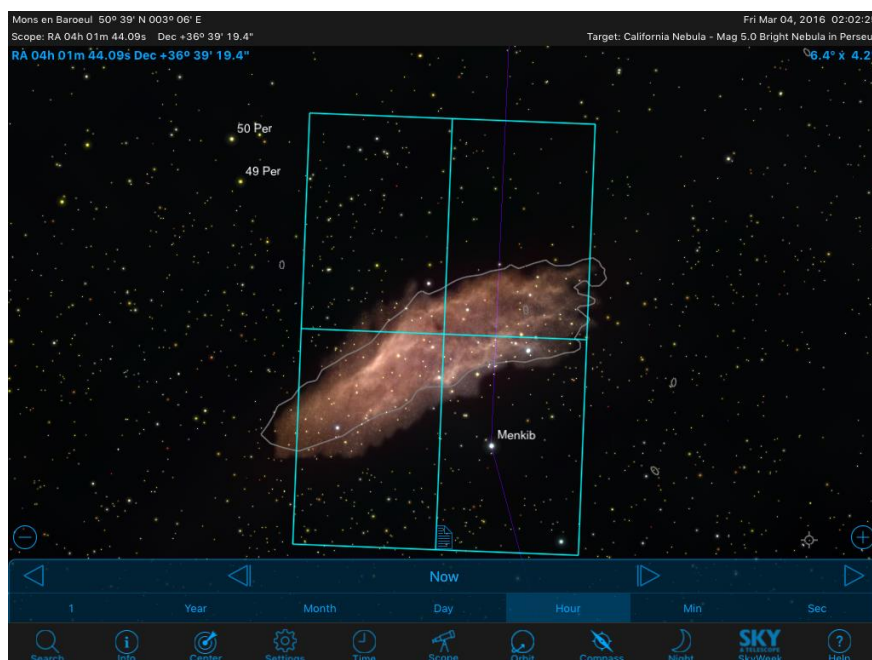 Mons en Baroeul 50º 39' N 003º 06' E
Fri Mar 04, 2016 02:02:2
Scope: RA 04h 01m 44.09s Dec +36º 39' 19.4"
Target: California Nebula - Mag 5.0 Bright Nebula in Perseu
RA 04h 01m 44.09s Dec +36º 39' 19.4"
6.4° x 4.2
50 Per
49 Per
Menkib
Now
1 Year Month Day Hour Min Sec
Search Info Center Settings Time Scope Orbit Compass Night SKY & TELESCOPE SkyWeek Help